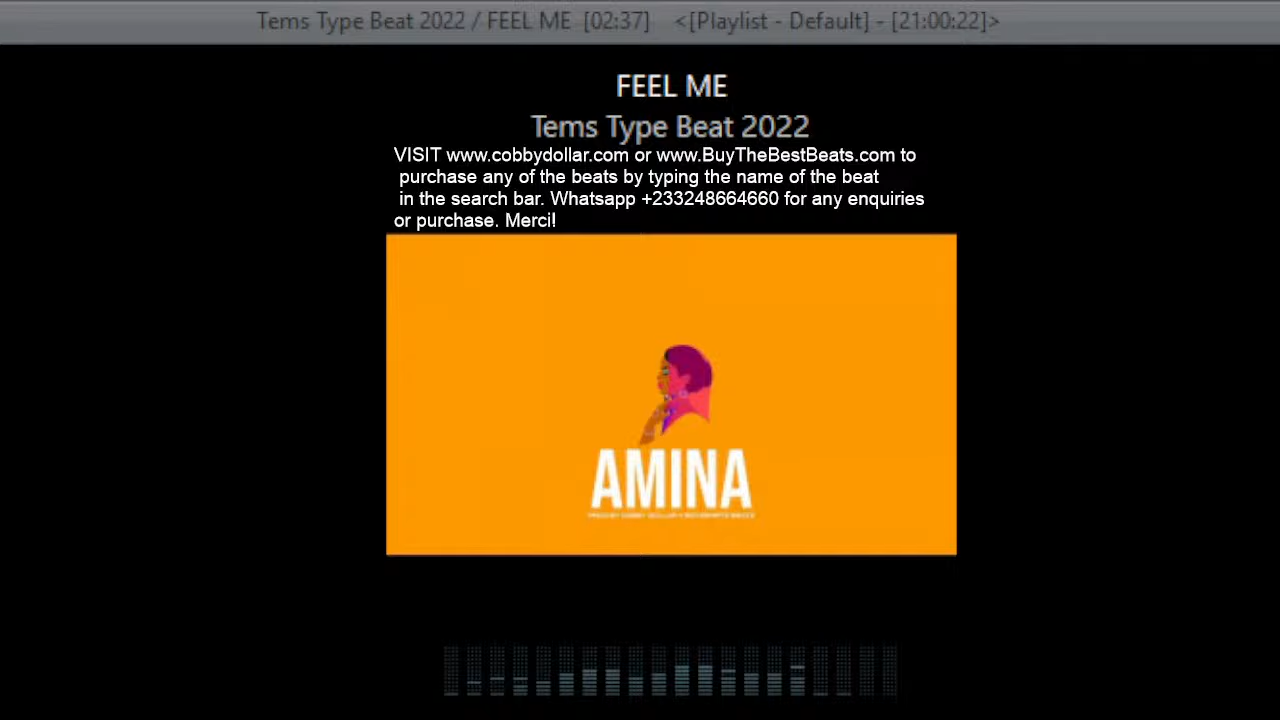 Tems Type Beat 2022 / FEEL ME [02:37] <[Playlist - Default] - [21:00:22]>
FEEL ME
Tems Type Beat 2022
VISIT www.cobbydollar.com or www.BuyTheBestBeats.com to
purchase any of the beats by typing the name of the beat
in the search bar. Whatsapp +233248664660 for any enquiries
or purchase. Merci!
AMINA